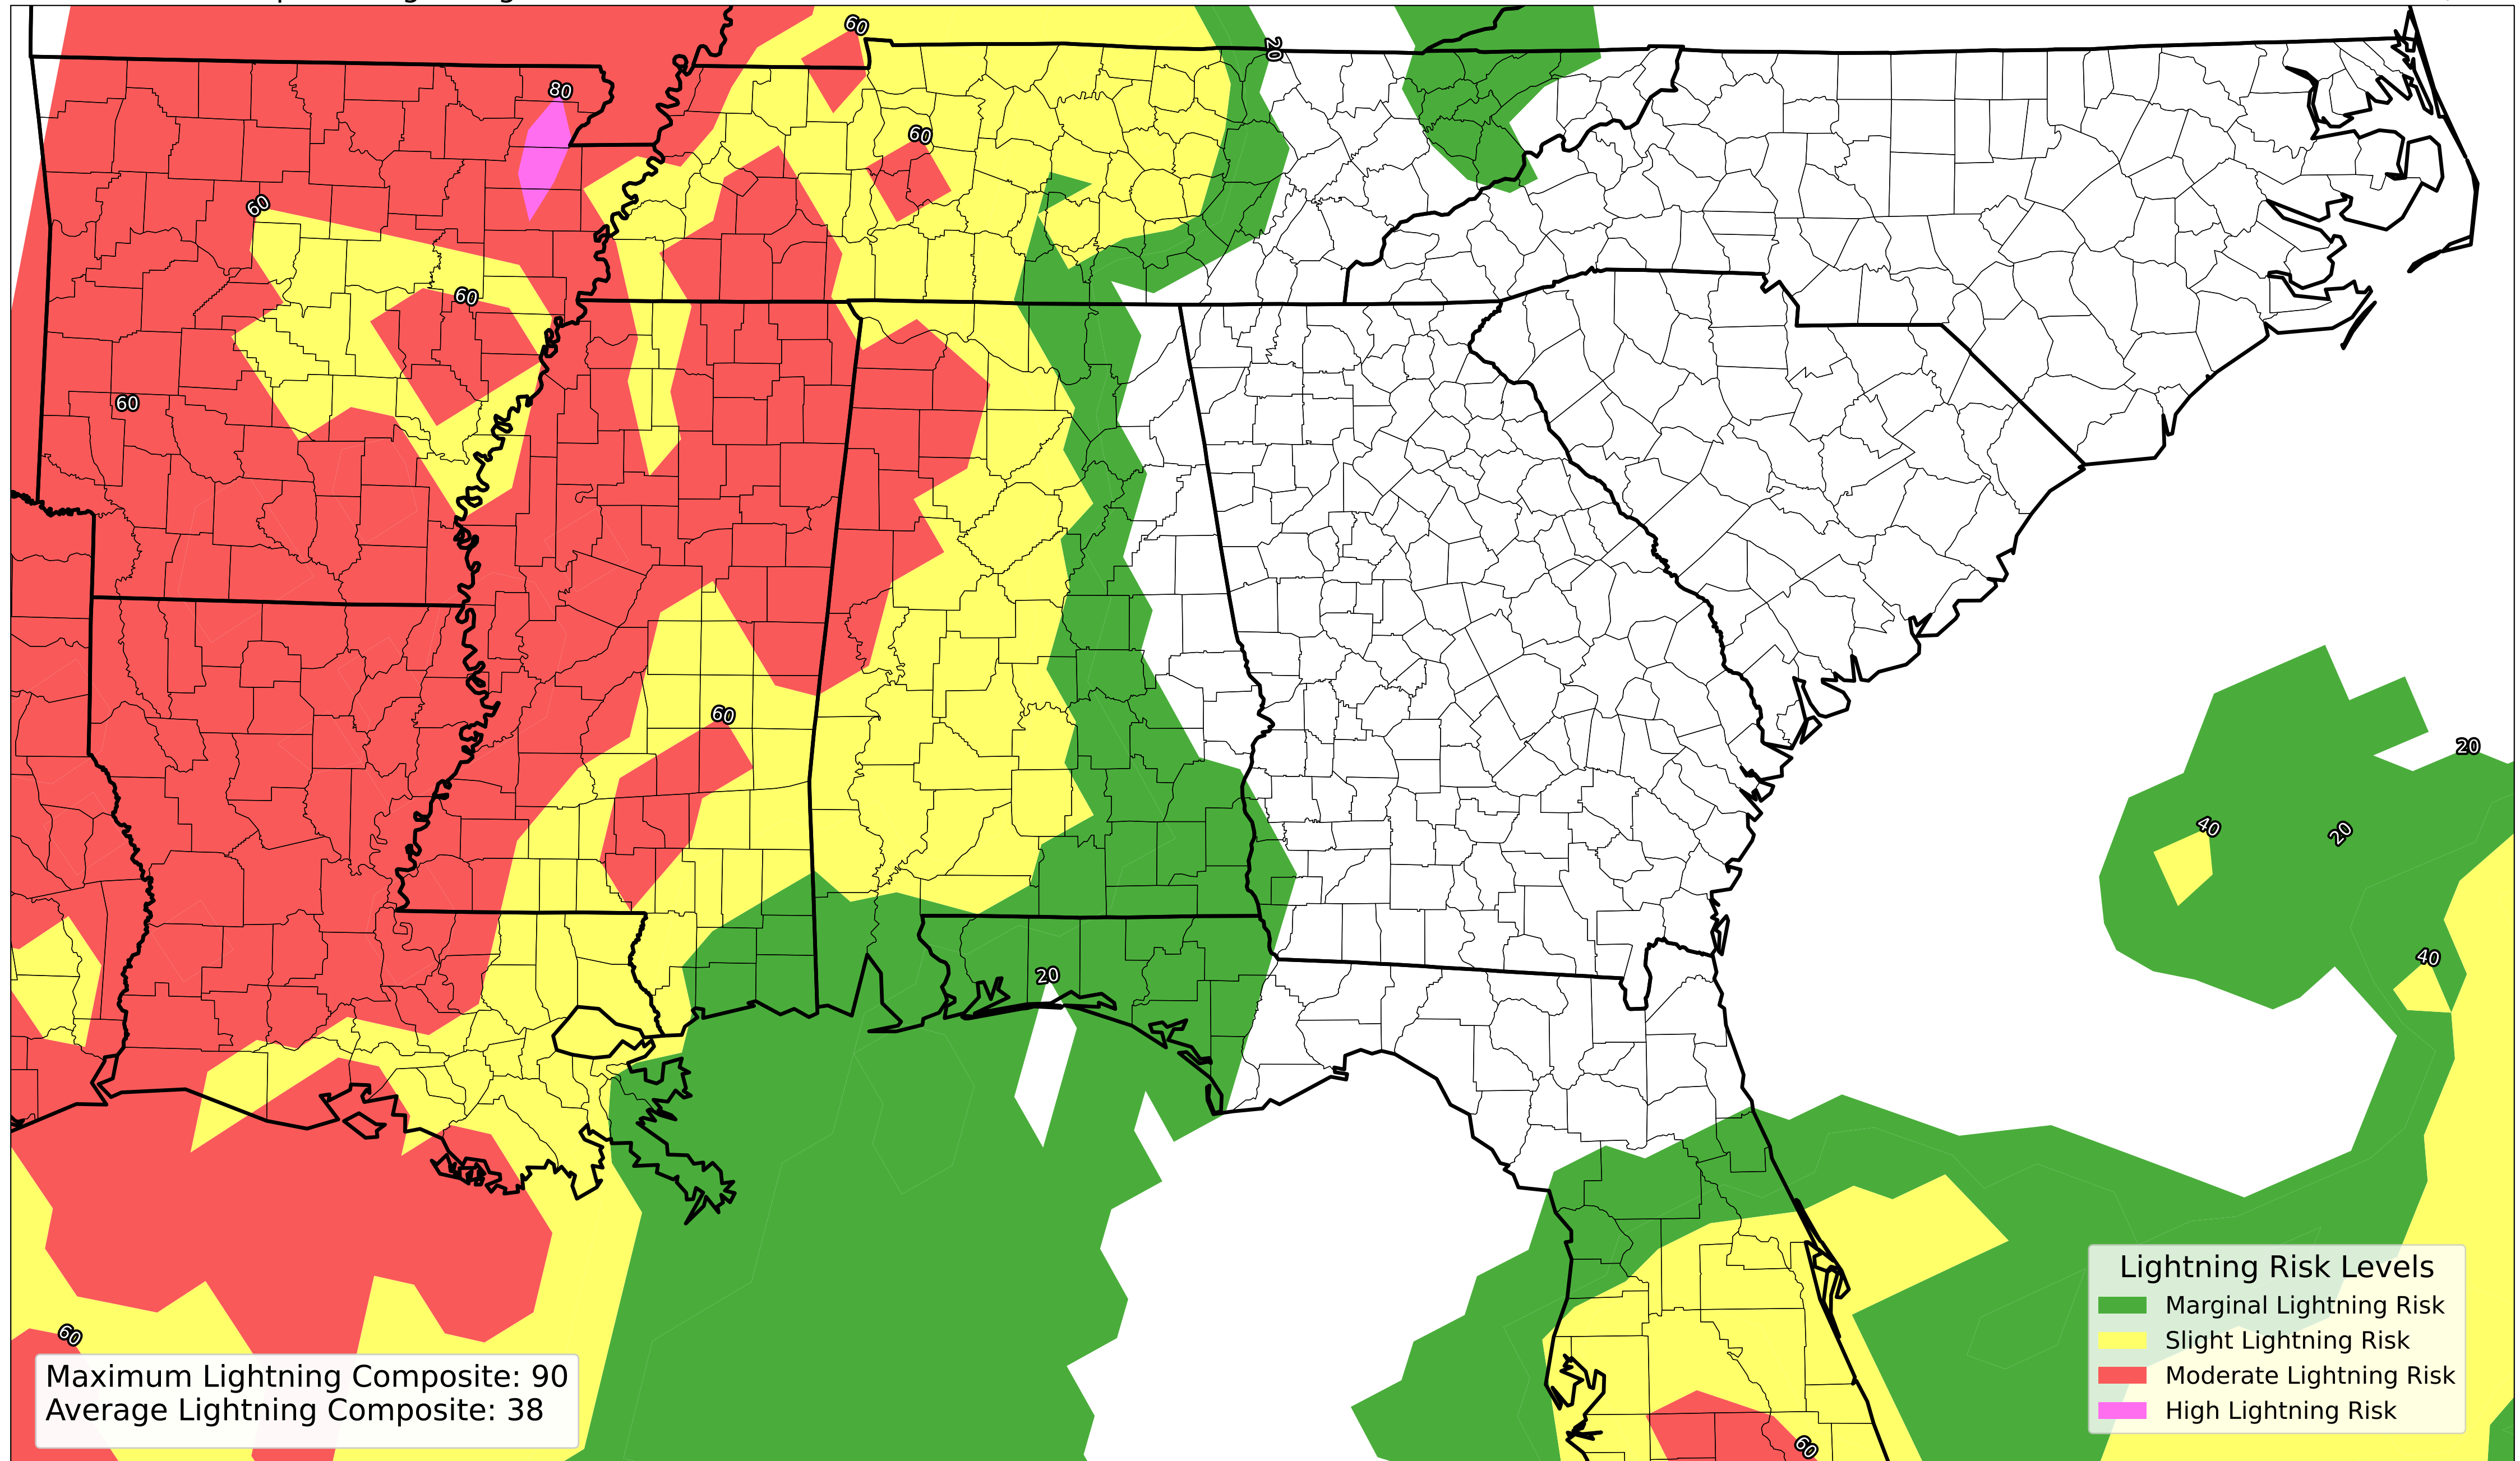 60
20
80
60
60
60
60
60
20
40
20
40
20
60
60
Maximum Lightning Composite: 90
Average Lightning Composite: 38
Lightning Risk Levels
Marginal Lightning Risk
Slight Lightning Risk
Moderate Lightning Risk
High Lightning Risk